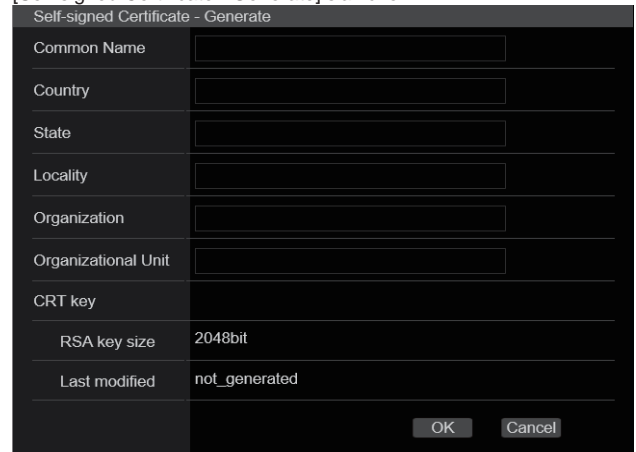 Self-signed Certificate - Generate
Common Name
Country
State
Locality
Organization
Organizational Unit
CRT key
RSA key size 2048bit
Last modified not_generated
OK Cancel